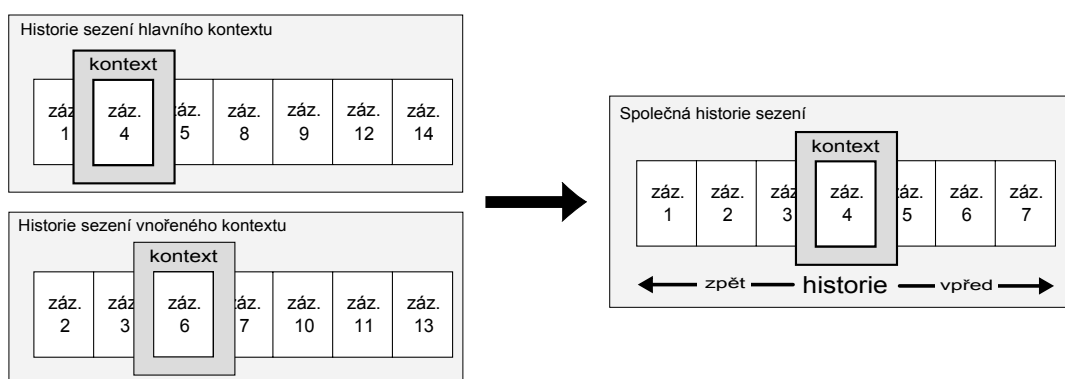 Historie sezení hlavního kontextu
kontext
záz. záz. záz. záz. záz. záz. záz.
1 4 5 8 9 12 14
Historie sezení vnořeného kontextu
kontext
záz. záz. záz. záz. záz. záz. záz.
2 3 6 7 10 11 13
Společná historie sezení
kontext
záz. záz. záz. záz. záz. záz. záz.
1 2 3 4 5 6 7
zpět historie vpřed